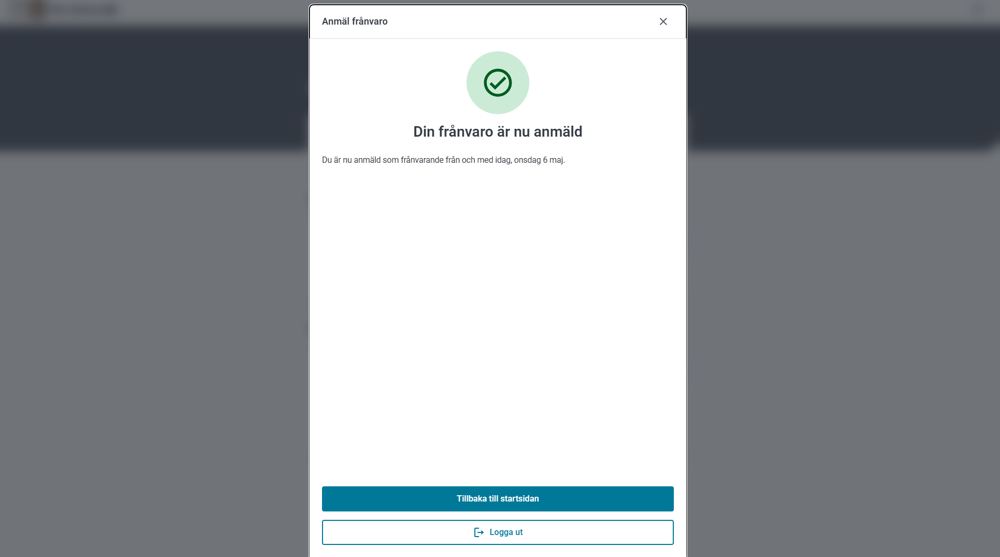 Anmäl frånvaro
Din frånvaro är nu anmäld
Du är nu anmäld som frånvarande från och med idag, onsdag 6 maj.
Tillbaka till startsidan
Logga ut